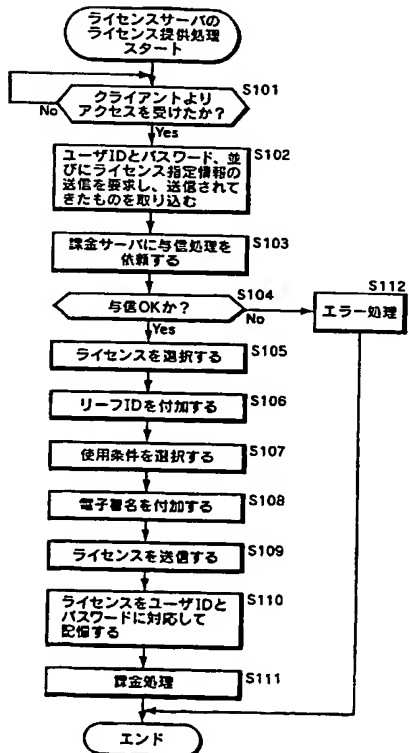 ライセンスサーバの
ライセンス提供処理
スタート
S101
クライアントより
アクセスを受けたか？
No
Yes
S102
ユーザIDとパスワード、並
びにライセンス指定情報の
送信を要求し、送信されて
きたものを取り込む
S103
課金サーバに与信処理を
依頼する
S104
与信OKか？
No
Yes
S112
エラー処理
S105
ライセンスを選択する
S106
リーフIDを付加する
S107
使用条件を選択する
S108
電子署名を付加する
S109
ライセンスを送信する
S110
ライセンスをユーザIDと
パスワードに対応して
記憶する
S111
課金処理
エンド